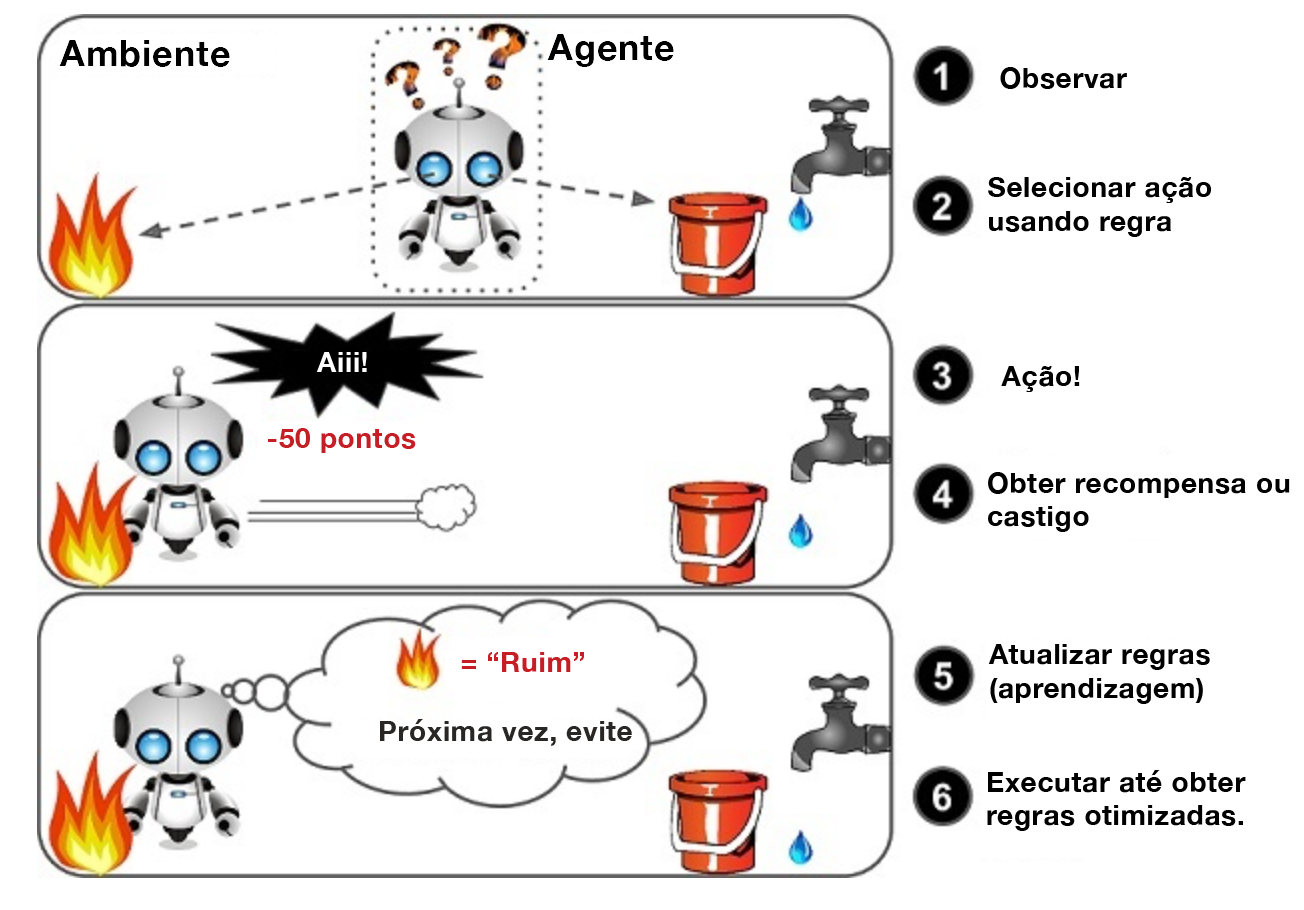 Ambiente
Agente
? ? ?
1 Observar
2 Selecionar ação
usando regra
Aiii!
-50 pontos
3 Ação!
4 Obter recompensa ou
castigo
= “Ruim”
Próxima vez, evite
5 Atualizar regras
(aprendizagem)
6 Executar até obter
regras otimizadas.